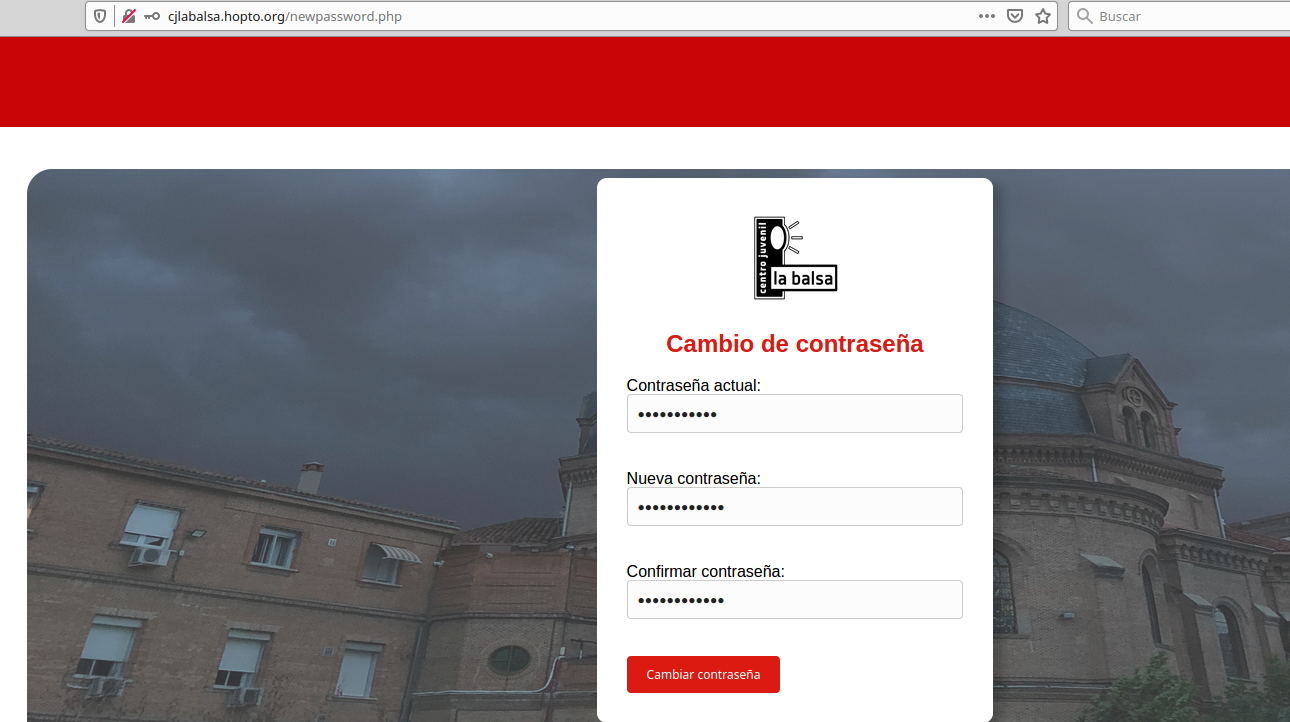 cjlabalsa.hopto.org/newpassword.php
Buscar
centro juvenil
la balsa
Cambio de contraseña
Contraseña actual:
•••••••••••
Nueva contraseña:
••••••••••••
Confirmar contraseña:
••••••••••••
Cambiar contraseña